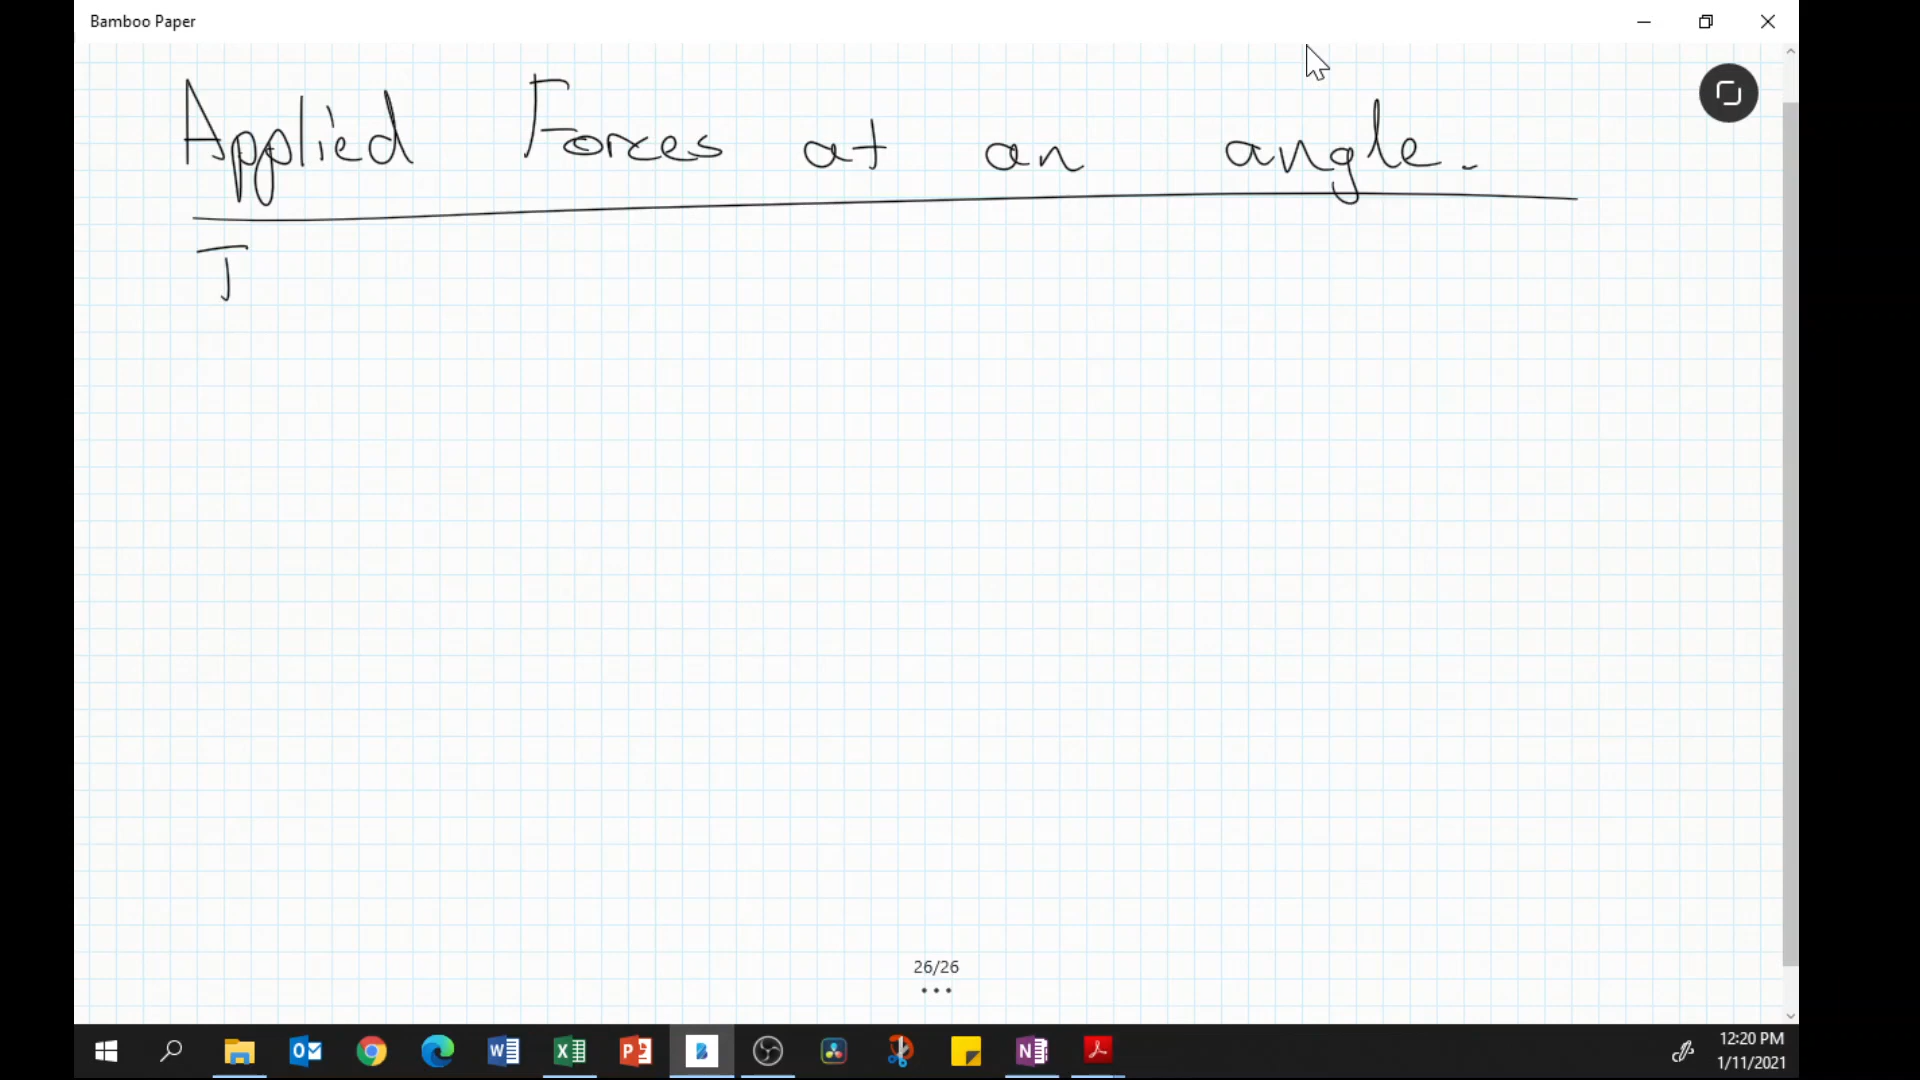 Bamboo Paper
Applied Forces at an angle.
T
26/26
12:20 PM
1/11/2021